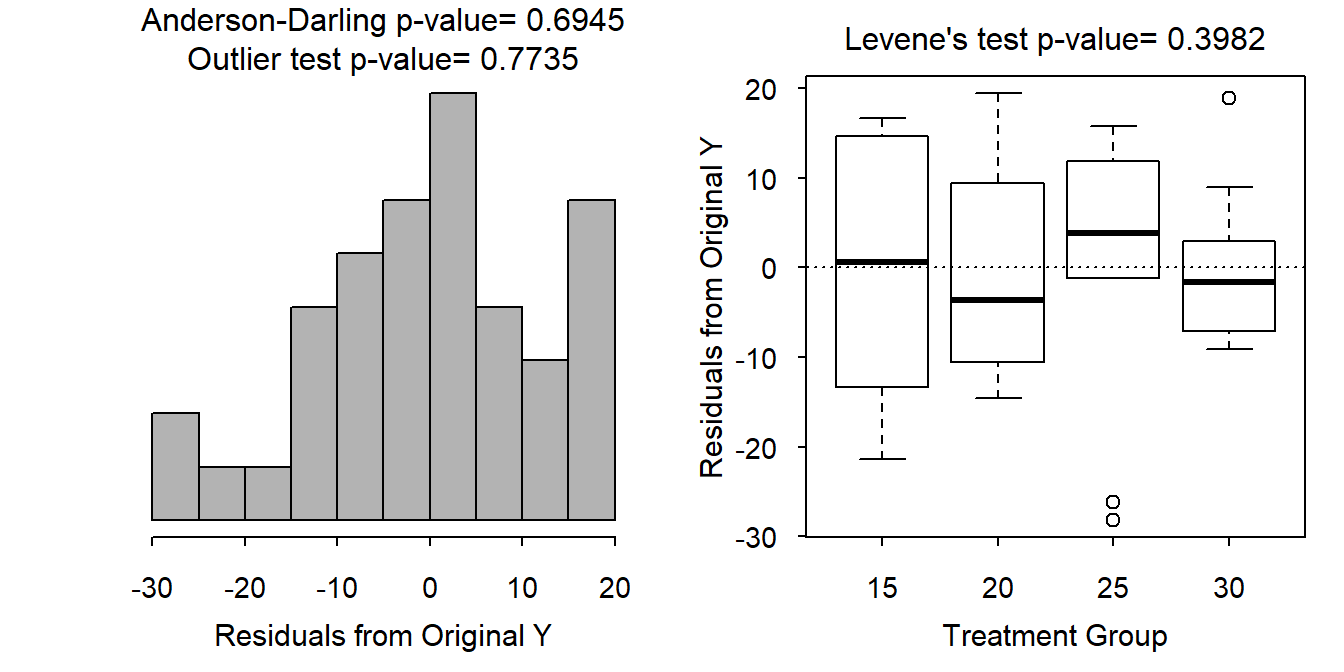 Anderson-Darling p-value= 0.6945
Outlier test p-value= 0.7735
-30 -20 -10 0 10 20
Residuals from Original Y
Levene's test p-value= 0.3982
Residuals from Original Y
20
10
0
-10
-20
-30
15 20 25 30
Treatment Group